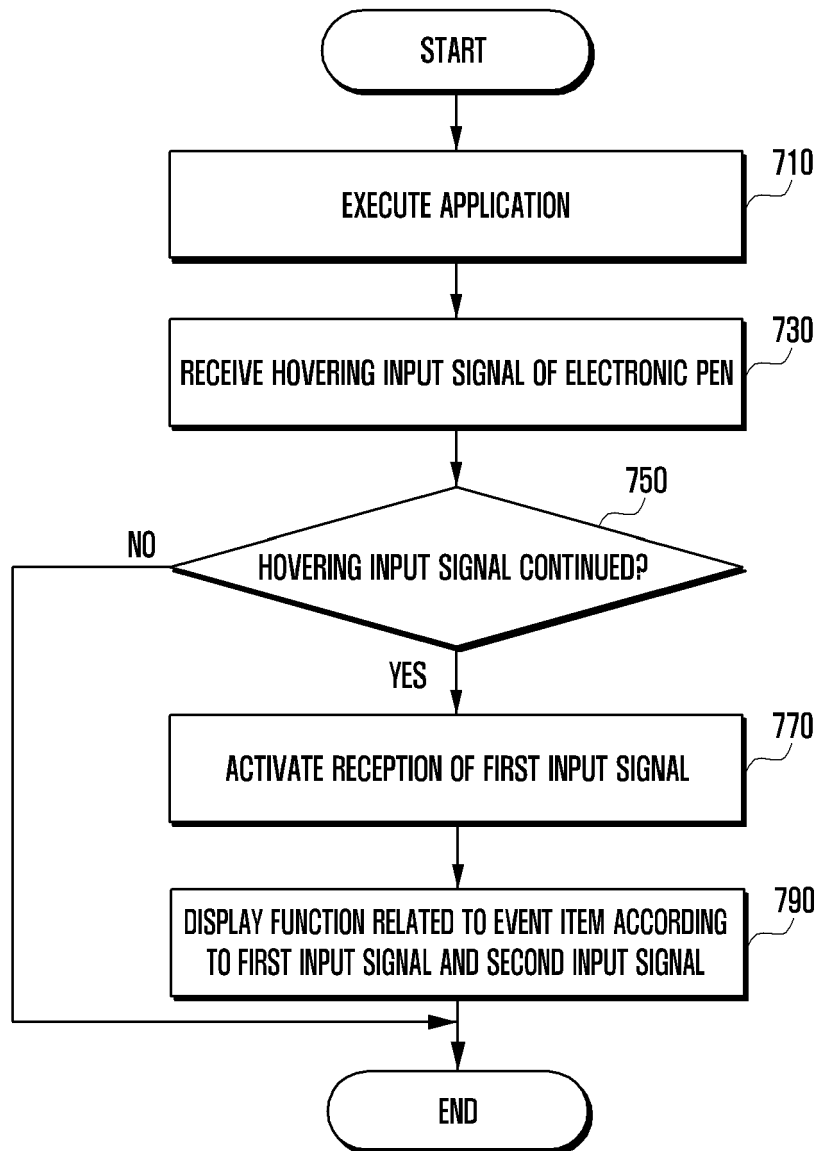 START
710
EXECUTE APPLICATION
730
RECEIVE HOVERING INPUT SIGNAL OF ELECTRONIC PEN
750
NO
HOVERING INPUT SIGNAL CONTINUED?
YES
770
ACTIVATE RECEPTION OF FIRST INPUT SIGNAL
790
DISPLAY FUNCTION RELATED TO EVENT ITEM ACCORDING
TO FIRST INPUT SIGNAL AND SECOND INPUT SIGNAL
END